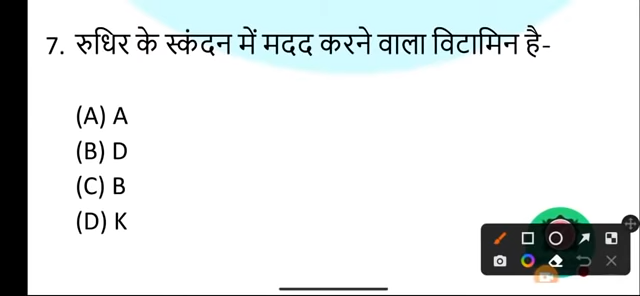 7. रुधिर के स्कंदन में मदद करने वाला विटामिन है-
(A) A
(B) D
(C) B
(D) K